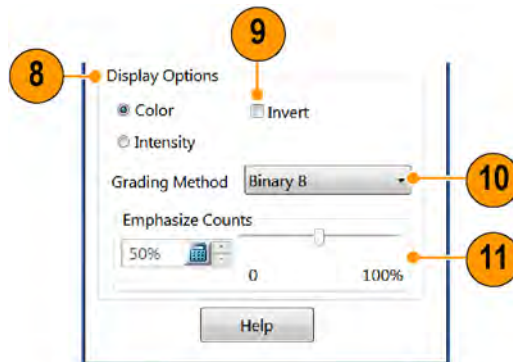 9
8
Display Options
Color
Invert
Intensity
Grading Method Binary B
10
Emphasize Counts
50%
11
0 100%
Help